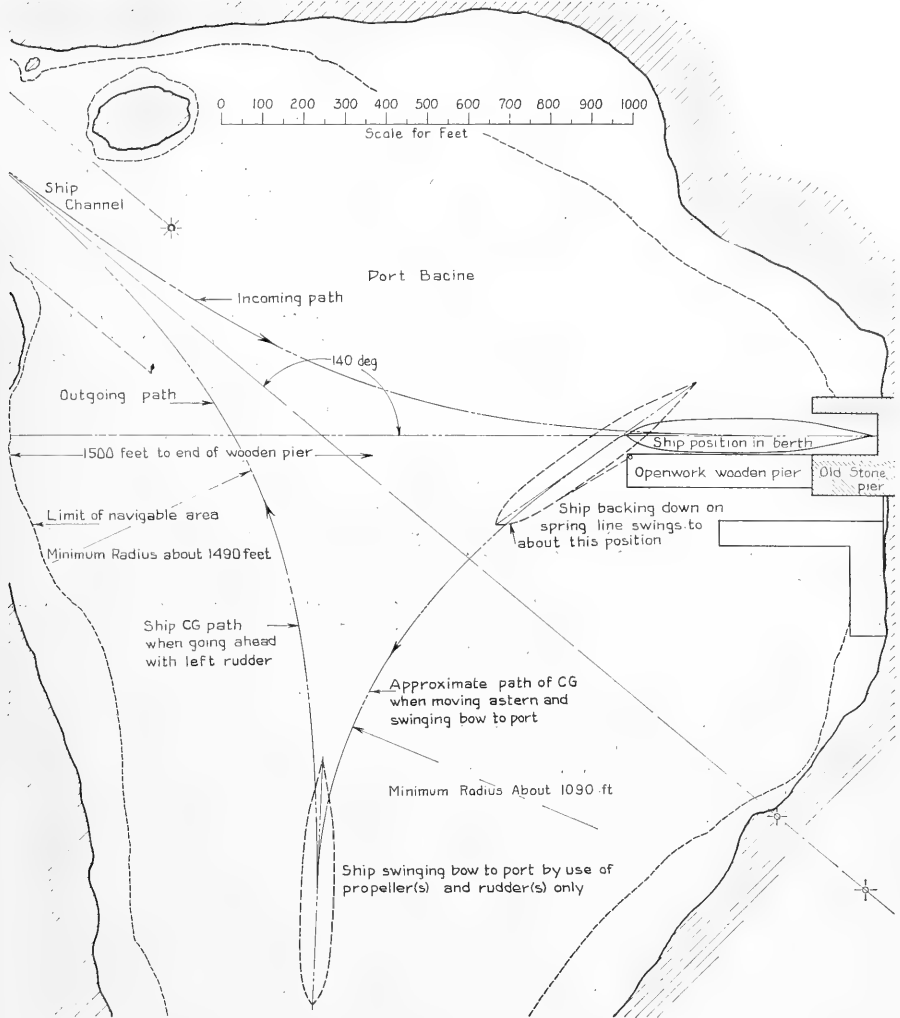 0 100 200 300 400 500 600 700 800 900 1000
Scale for Feet
Ship
Channel
Port Bacine
Incoming path
140 deg
Outgoing path
1500 feet to end of wooden pier
Ship position in berth
Openwork wooden pier
Old Stone
pier
Limit of navigable area
Minimum Radius about 1490 feet
Ship backing down on
spring line swings to
about this position
Ship CG path
when going ahead
with left rudder
Approximate path of CG
when moving astern and
swinging bow to port
Minimum Radius About 1090 ft
Ship swinging bow to port by use of
propeller(s) and rudder(s) only